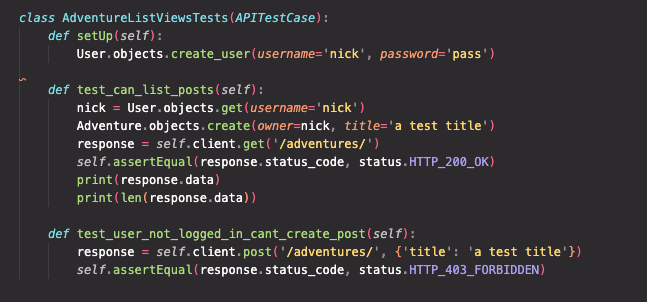 class AdventureListViewsTests(APITestCase):
    def setUp(self):
        User.objects.create_user(username='nick', password='pass')

    def test_can_list_posts(self):
        nick = User.objects.get(username='nick')
        Adventure.objects.create(owner=nick, title='a test title')
        response = self.client.get('/adventures/')
        self.assertEqual(response.status_code, status.HTTP_200_OK)
        print(response.data)
        print(len(response.data))

    def test_user_not_logged_in_cant_create_post(self):
        response = self.client.post('/adventures/', {'title': 'a test title'})
        self.assertEqual(response.status_code, status.HTTP_403_FORBIDDEN)